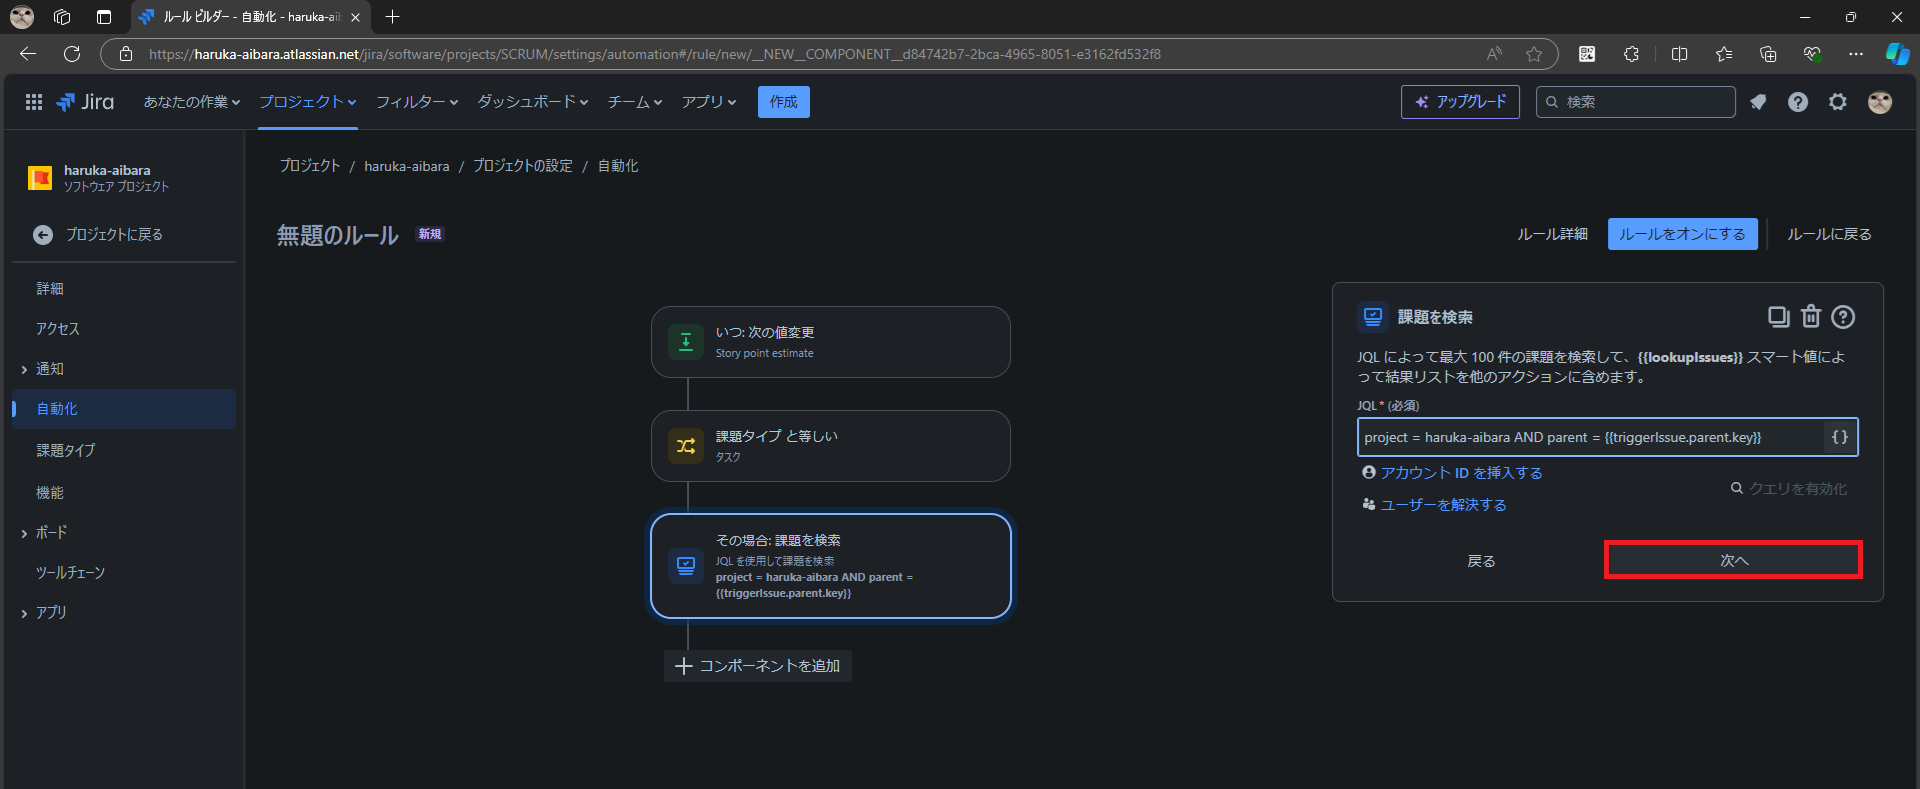 ルール ビルダー - 自動化 - haruka-ai
https://haruka-aibara.atlassian.net/jira/software/projects/SCRUM/settings/automation#/rule/new/__NEW__COMPONENT__d84742b7-2bca-4965-8051-e3162fd532f8
Jira あなたの作業 プロジェクト フィルター ダッシュボード チーム アプリ 作成 アップグレード 検索
haruka-aibara
ソフトウェア プロジェクト
プロジェクトに戻る
詳細
アクセス
通知
自動化
課題タイプ
機能
ボード
ツールチェーン
アプリ
プロジェクト / haruka-aibara / プロジェクトの設定 / 自動化
無題のルール 新規
ルール詳細 ルールをオンにする ルールに戻る
いつ: 次の値変更
Story point estimate
課題タイプ と等しい
タスク
その場合: 課題を検索
JQL を使用して課題を検索
project = haruka-aibara AND parent =
{{triggerIssue.parent.key}}
コンポーネントを追加
課題を検索
JQL によって最大 100 件の課題を検索して、{{lookupIssues}} スマート値によ
って結果リストを他のアクションに含めます。
JQL * (必須)
project = haruka-aibara AND parent = {{triggerIssue.parent.key}} {}
アカウント ID を挿入する
クエリを有効化
ユーザーを解決する
戻る 次へ